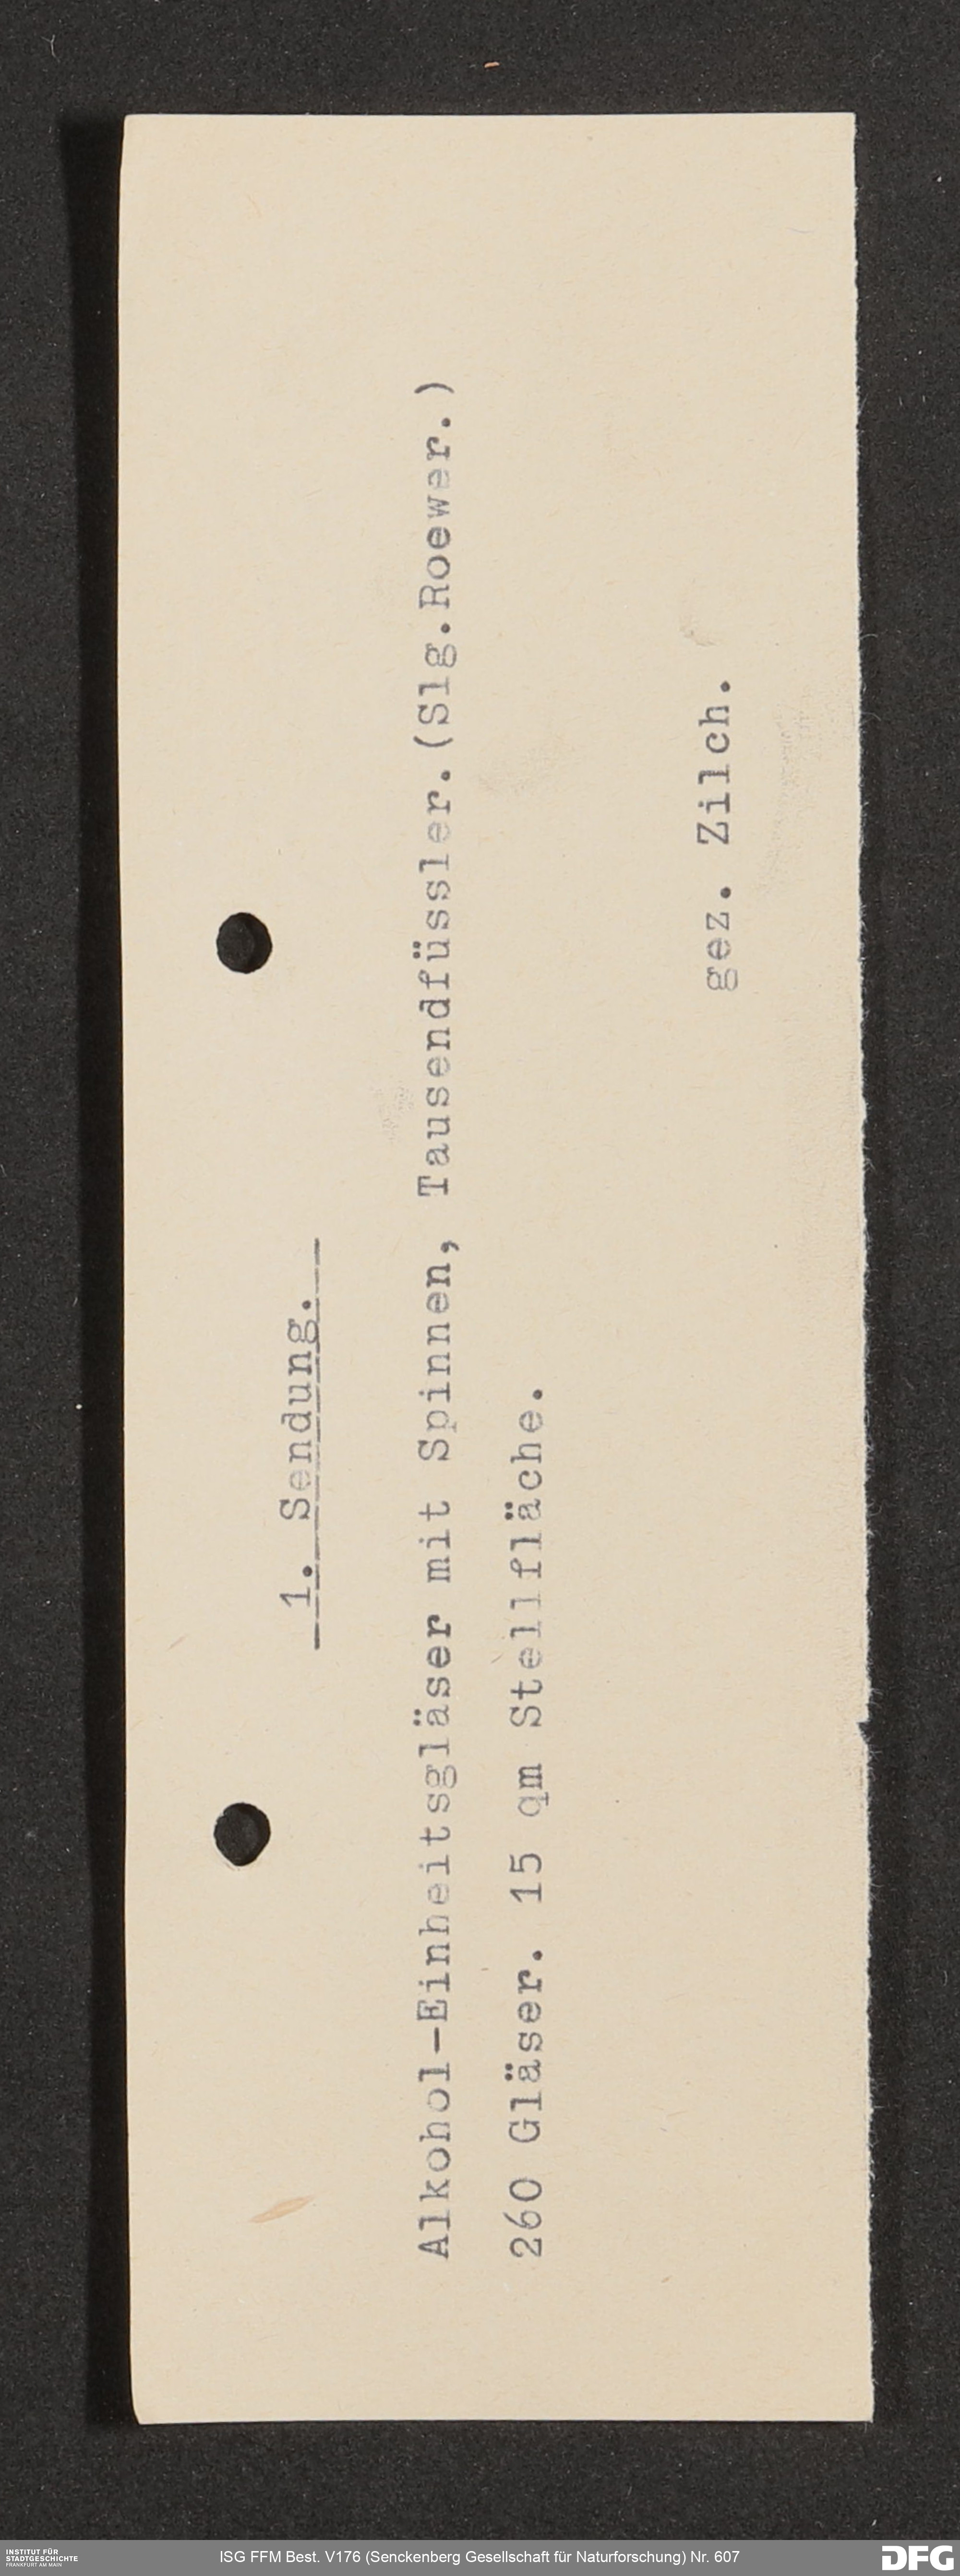 1. Sendung.
Alkohol-Einheitsgläser mit Spinnen, Tausendfüssler.(Slg.Roewer.)
260 Gläser. 15 qm Stellfläche.
gez. Zilch.
INSTITUT FÜR
STADTGESCHICHTE
FRANKFURT AM MAIN
ISG FFM Best. V176 (Senckenberg Gesellschaft für Naturforschung) Nr. 607
DFG